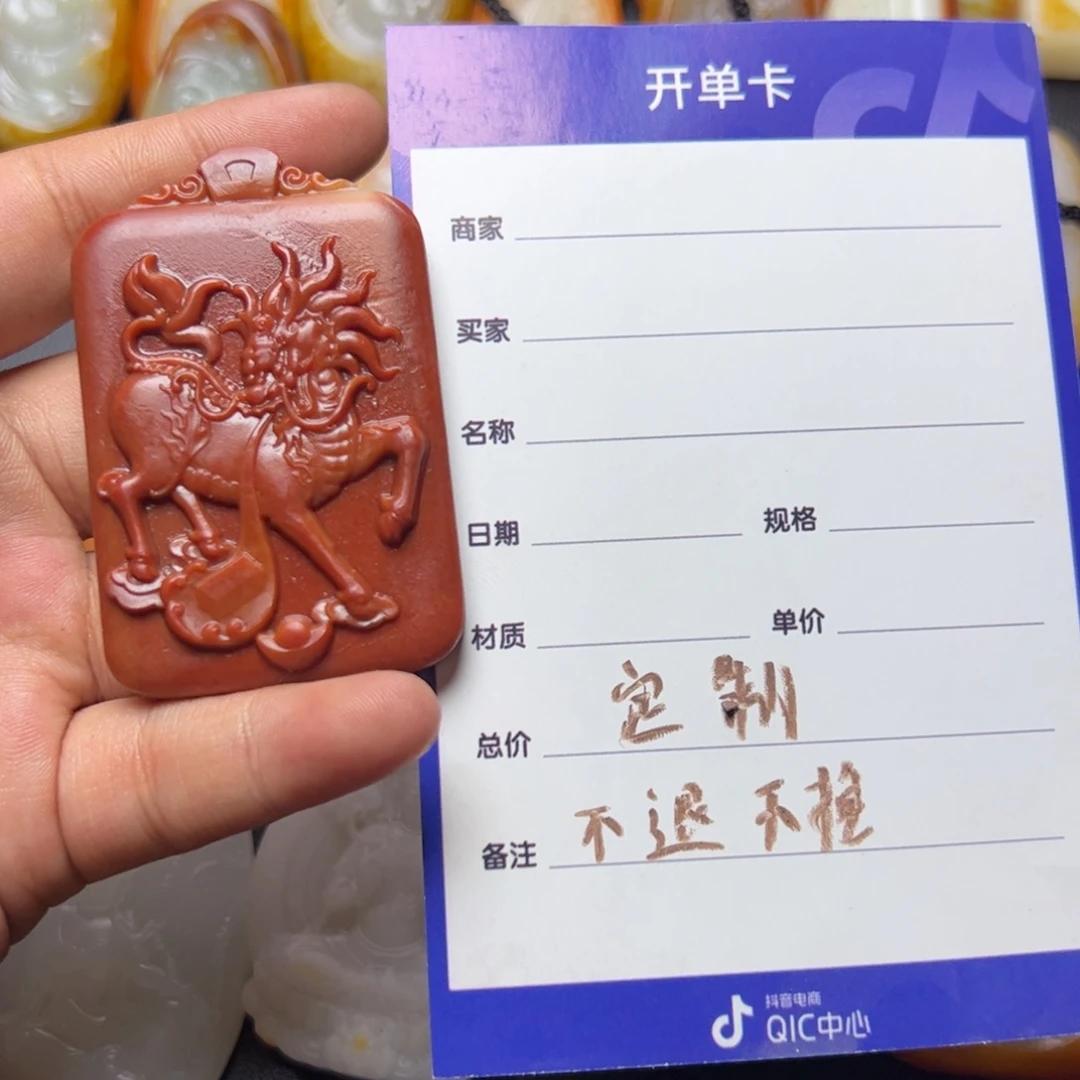 开单卡
商家
买家
名称
日期 规格
材质 单价
定制
总价
不退不换
备注
抖音电商
QIC中心